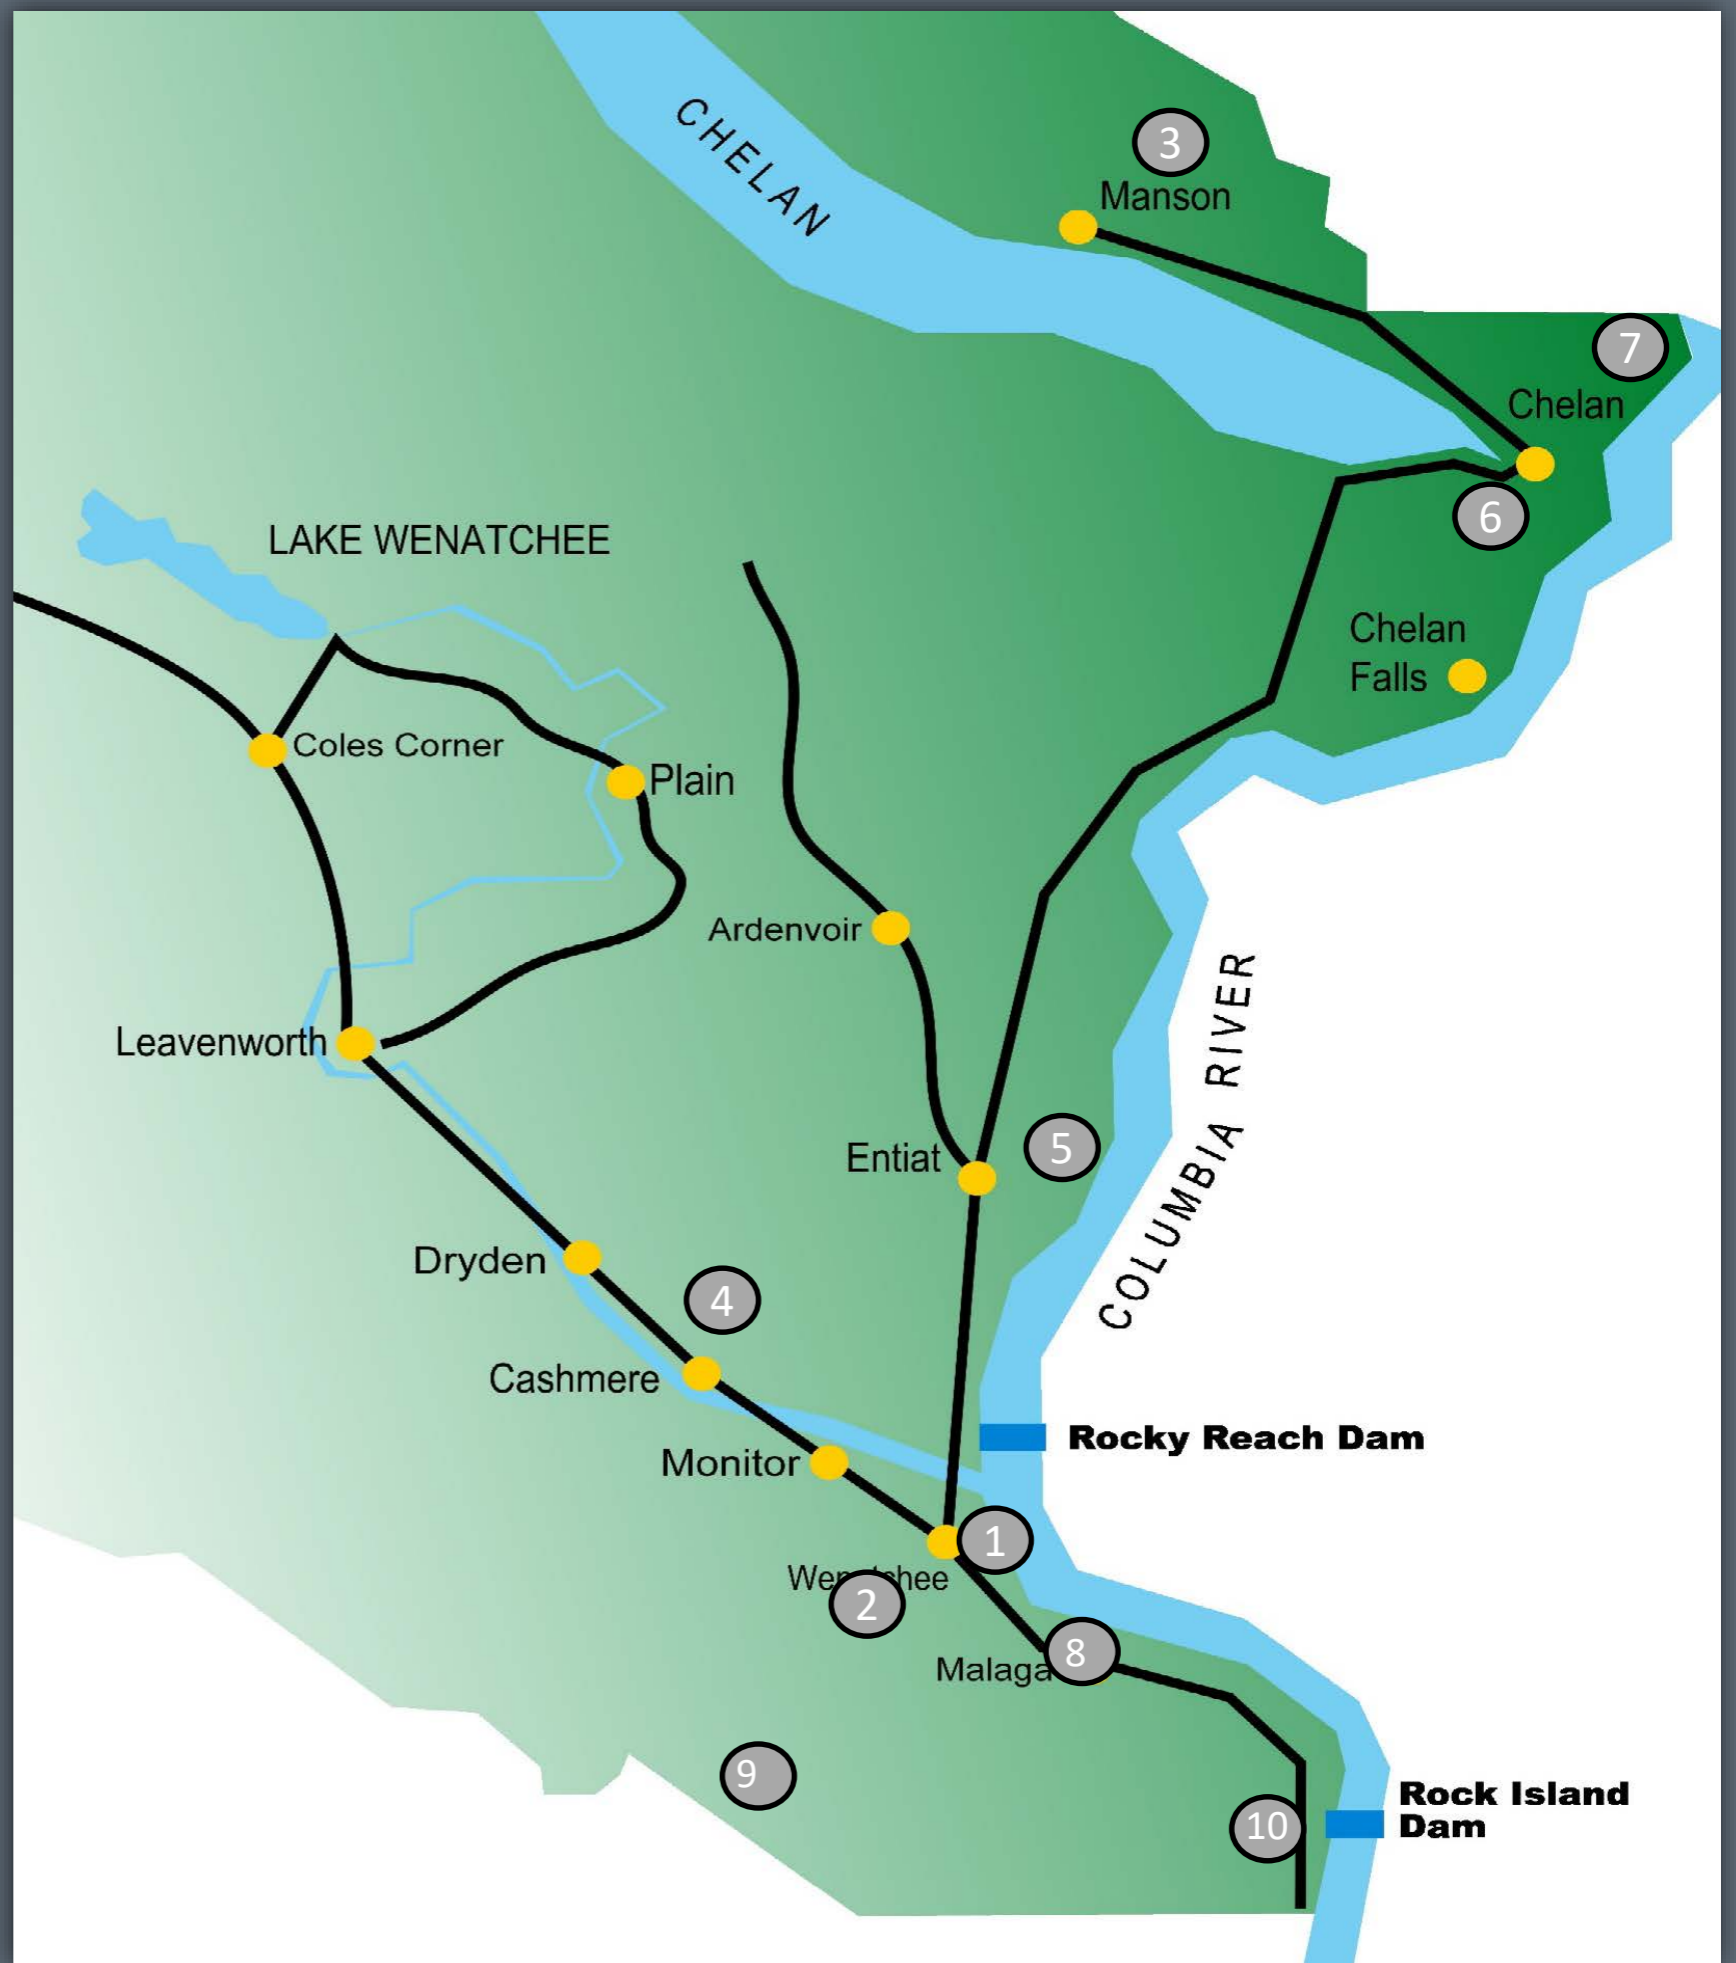 CHELAN
3
Manson
7
Chelan
6
LAKE WENATCHEE
Chelan
Falls
Coles Corner
Plain
Ardenvoir
COLUMBIA RIVER
Leavenworth
5
Entiat
Dryden
4
Cashmere
Rocky Reach Dam
Monitor
1
Wenatchee
2
8
Malaga
9
Rock Island
Dam
10